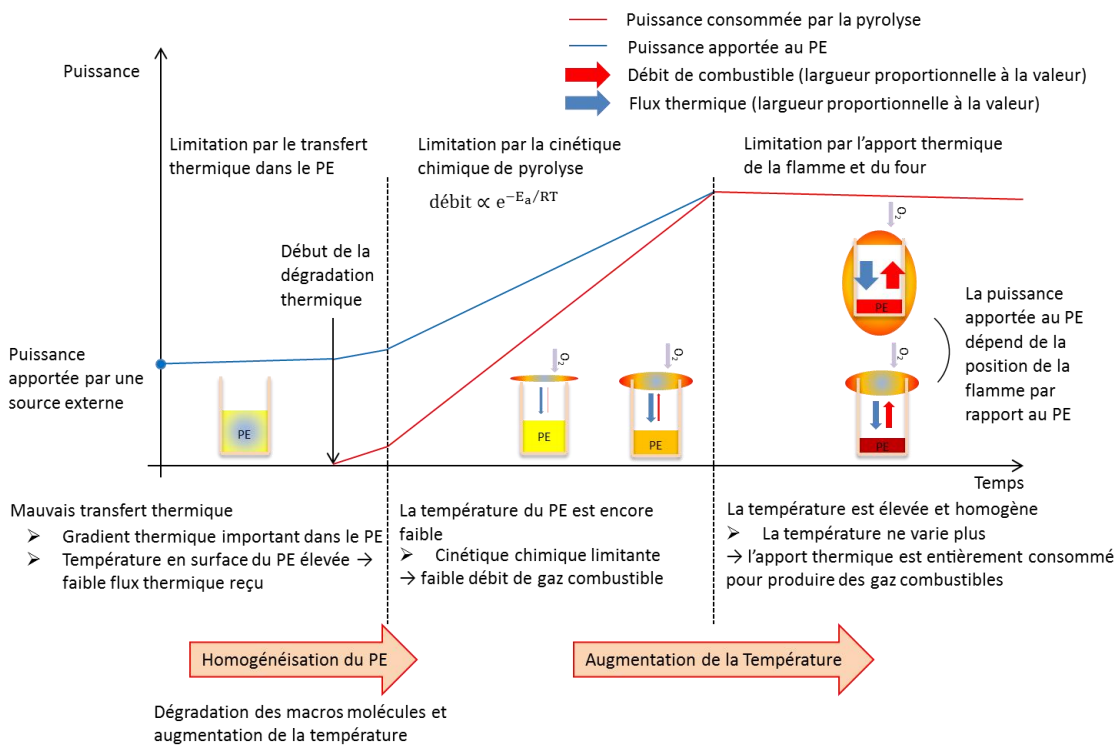 Puissance consommée par la pyrolyse
Puissance apportée au PE
Débit de combustible (largueur proportionnelle à la valeur)
Flux thermique (largueur proportionnelle à la valeur)
Puissance
Limitation par le transfert
thermique dans le PE
Limitation par la cinétique
chimique de pyrolyse
débit ∝ e^{-E_a/RT}
Limitation par l'apport thermique
de la flamme et du four
Début de la
dégradation
thermique
Puissance
apportée par une
source externe
PE
O₂
PE
PE
O₂
PE
O₂
PE
La puissance
apportée au PE
dépend de la
position de la
flamme par
rapport au PE
Temps
Mauvais transfert thermique
➢ Gradient thermique important dans le PE
➢ Température en surface du PE élevée →
faible flux thermique reçu
La température du PE est encore
faible
➢ Cinétique chimique limitante
→ faible débit de gaz combustible
La température est élevée et homogène
➢ La température ne varie plus
→ l'apport thermique est entièrement consommé
pour produire des gaz combustibles
Homogénéisation du PE
Augmentation de la Température
Dégradation des macros molécules et
augmentation de la température